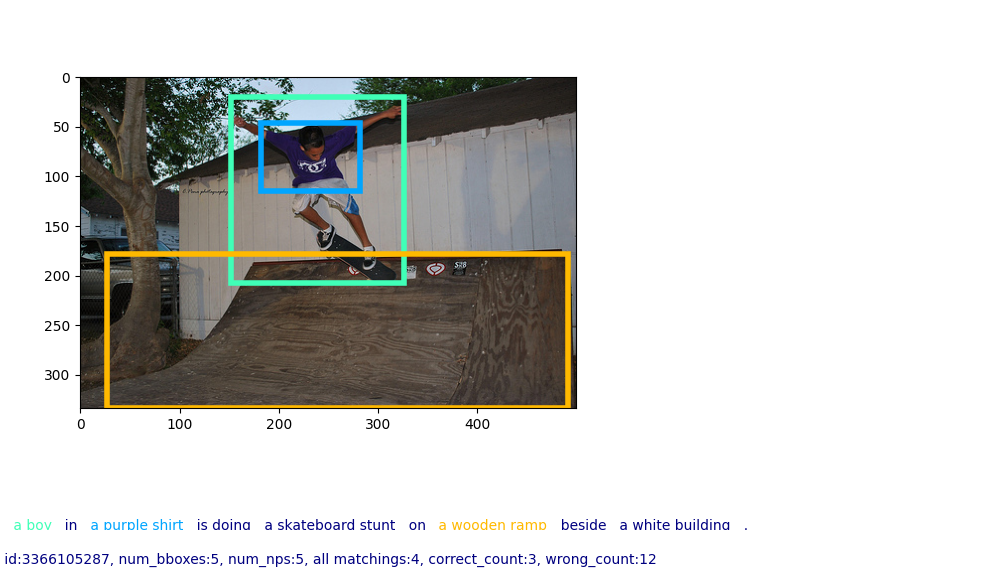 0
50
100
150
200
250
300
0 100 200 300 400
a boy in a purple shirt is doing a skateboard stunt on a wooden ramp beside a white building .
id:3366105287, num_bboxes:5, num_nps:5, all matchings:4, correct_count:3, wrong_count:12